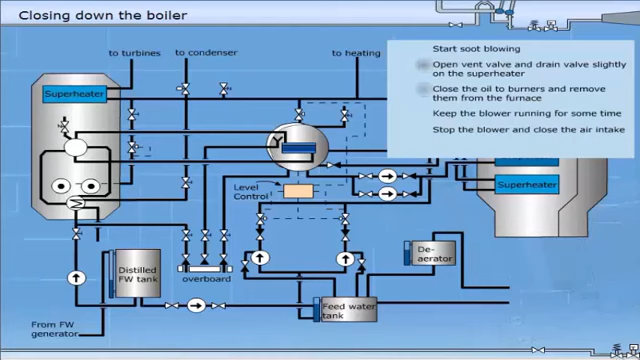 Closing down the boiler
to turbines
to condenser
to heating
Start soot blowing
Open vent valve and drain valve slightly
on the superheater
Close the oil to burners and remove
them from the furnace
Keep the blower running for some time
Stop the blower and close the air intake
Superheater
Superheater
Level
Control
Distilled
FW tank
overboard
De-
aerator
Feed water
tank
From FW
generator